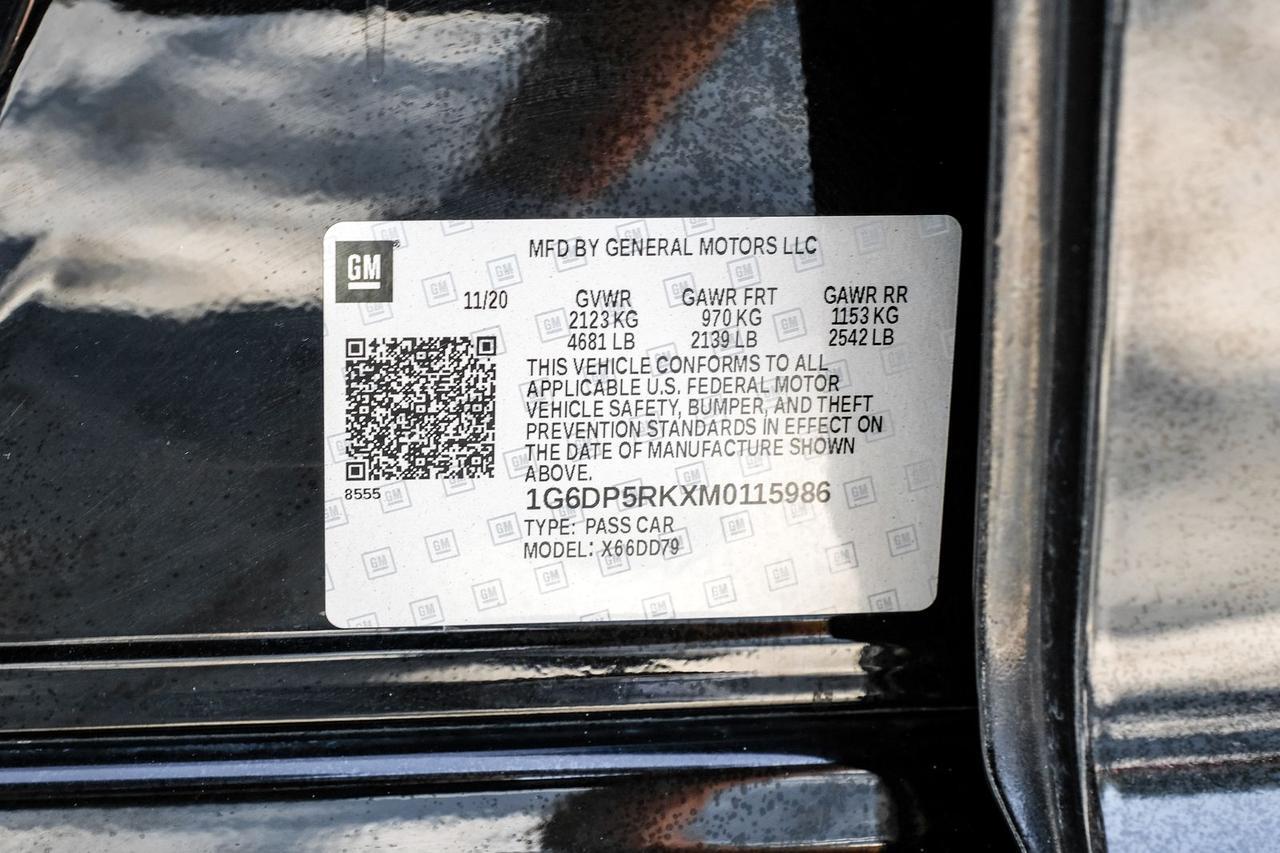 GM
MFD BY GENERAL MOTORS LLC
11/20 GVWR GAWR FRT GAWR RR
2123 KG 970 KG 1153 KG
4681 LB 2139 LB 2542 LB
THIS VEHICLE CONFORMS TO ALL
APPLICABLE U.S. FEDERAL MOTOR
VEHICLE SAFETY, BUMPER, AND THEFT
PREVENTION STANDARDS IN EFFECT ON
THE DATE OF MANUFACTURE SHOWN
ABOVE.
8555
1G6DP5RKXM0115986
TYPE: PASS CAR
MODEL: X66DD79